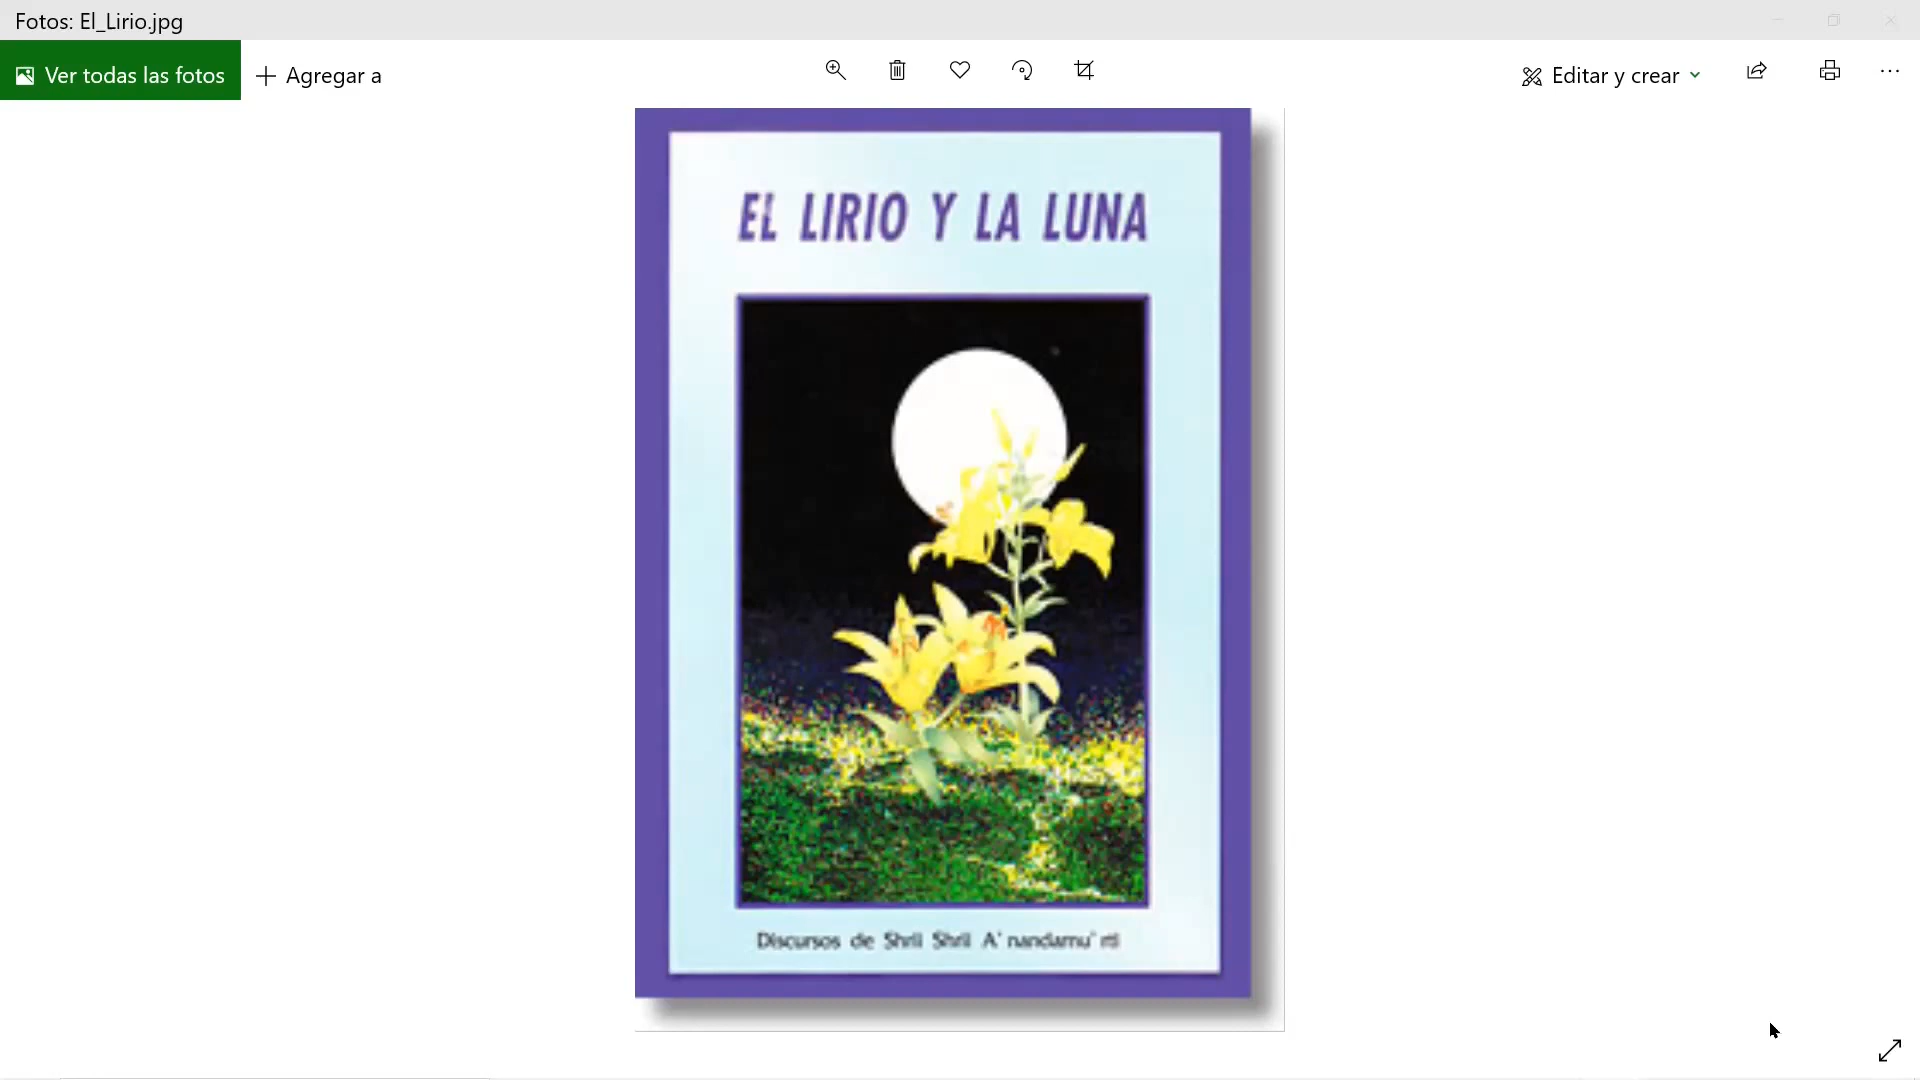 Fotos: El_Lirio.jpg
Ver todas las fotos
Agregar a
Editar y crear
EL LIRIO Y LA LUNA
Discursos de Shrii Shrii A' nandamu' rti